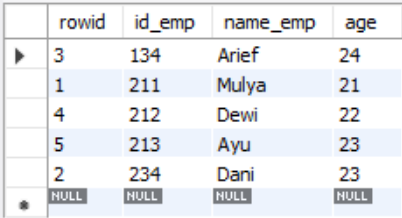 rowid id_emp name_emp age
3 134 Arief 24
1 211 Mulya 21
4 212 Dewi 22
5 213 Ayu 23
2 234 Dani 23
NULL NULL NULL NULL